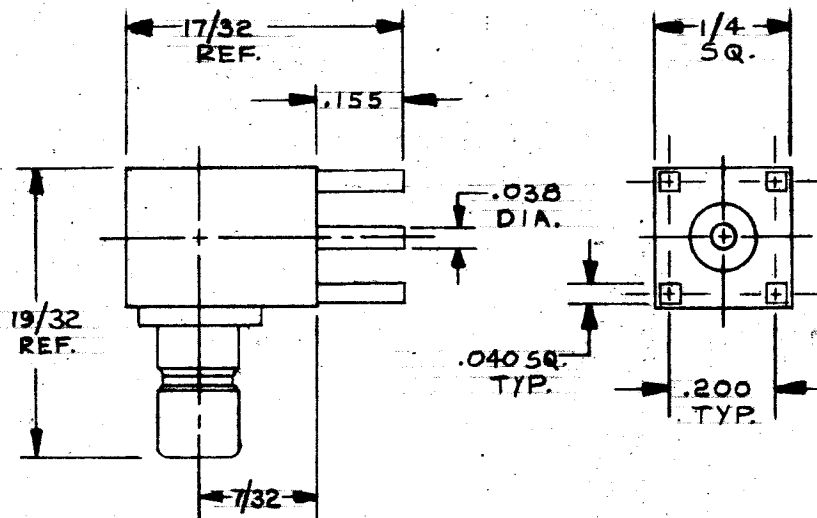 17/32
REF.
1/4
SQ.
.155
.038
DIA.
19/32
REF.
.040 SQ.
TYP.
.200
TYP.
7/32